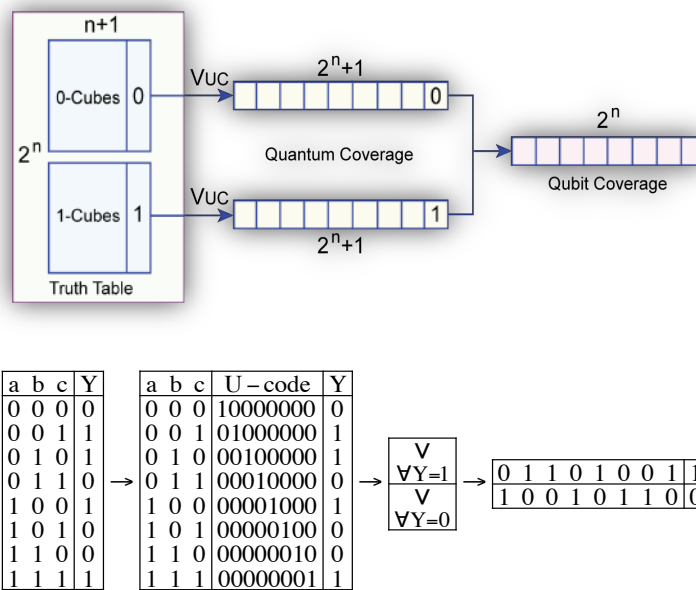 n+1
2^n+1
0-Cubes 0
VUC
0
2^n
2^n
Quantum Coverage
1-Cubes 1
VUC
1
Qubit Coverage
2^n+1
Truth Table
a b c Y
0 0 0 0
0 0 1 1
0 1 0 1
0 1 1 0
1 0 0 1
1 0 1 0
1 1 0 0
1 1 1 1
→
a b c U – code Y
0 0 0 10000000 0
0 0 1 01000000 1
0 1 0 00100000 1
0 1 1 00010000 0
1 0 0 00001000 1
1 0 1 00000100 0
1 1 0 00000010 0
1 1 1 00000001 1
→
∨
∀Y=1
∨
∀Y=0
→
0 1 1 0 1 0 0 1 1
1 0 0 1 0 1 1 0 0